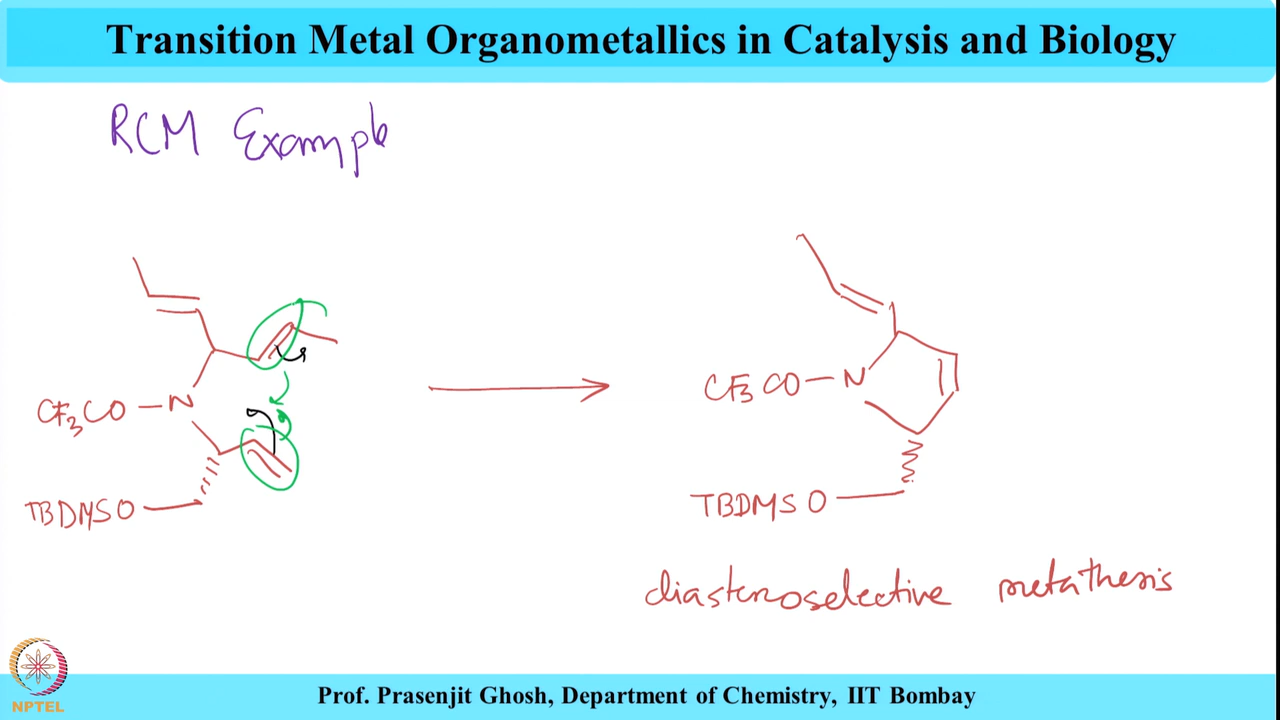 Transition Metal Organometallics in Catalysis and Biology
RCM Example
CF3CO-N
TBDMSO
CF3CO-N
TBDMSO
diasteroselective metathesis
NPTEL
Prof. Prasenjit Ghosh, Department of Chemistry, IIT Bombay